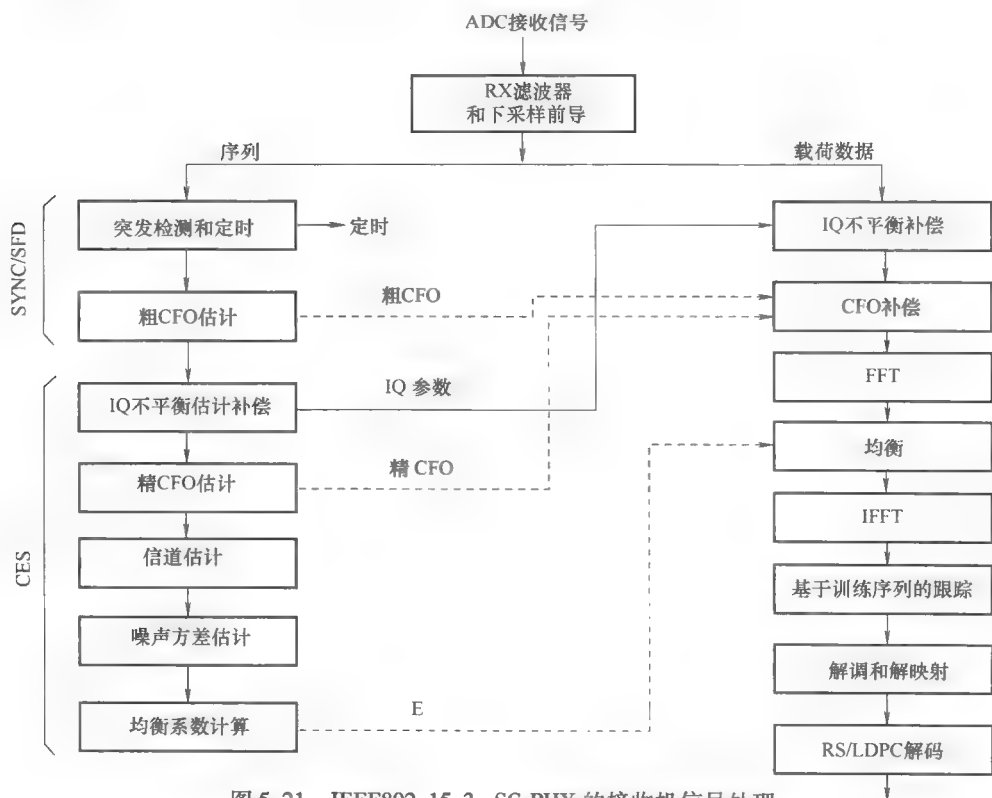 ADC接收信号
RX滤波器
和下采样前导
序列
载荷数据
SYNC/SFD
突发检测和定时
定时
IQ不平衡补偿
粗CFO估计
粗CFO
CFO补偿
CES
IQ不平衡估计补偿
IQ 参数
FFT
精CFO估计
精 CFO
均衡
信道估计
IFFT
噪声方差估计
基于训练序列的跟踪
均衡系数计算
E
解调和解映射
RS/LDPC解码
图 5-21 IEEE802.15.3c SC PHY 的接收机信号处理